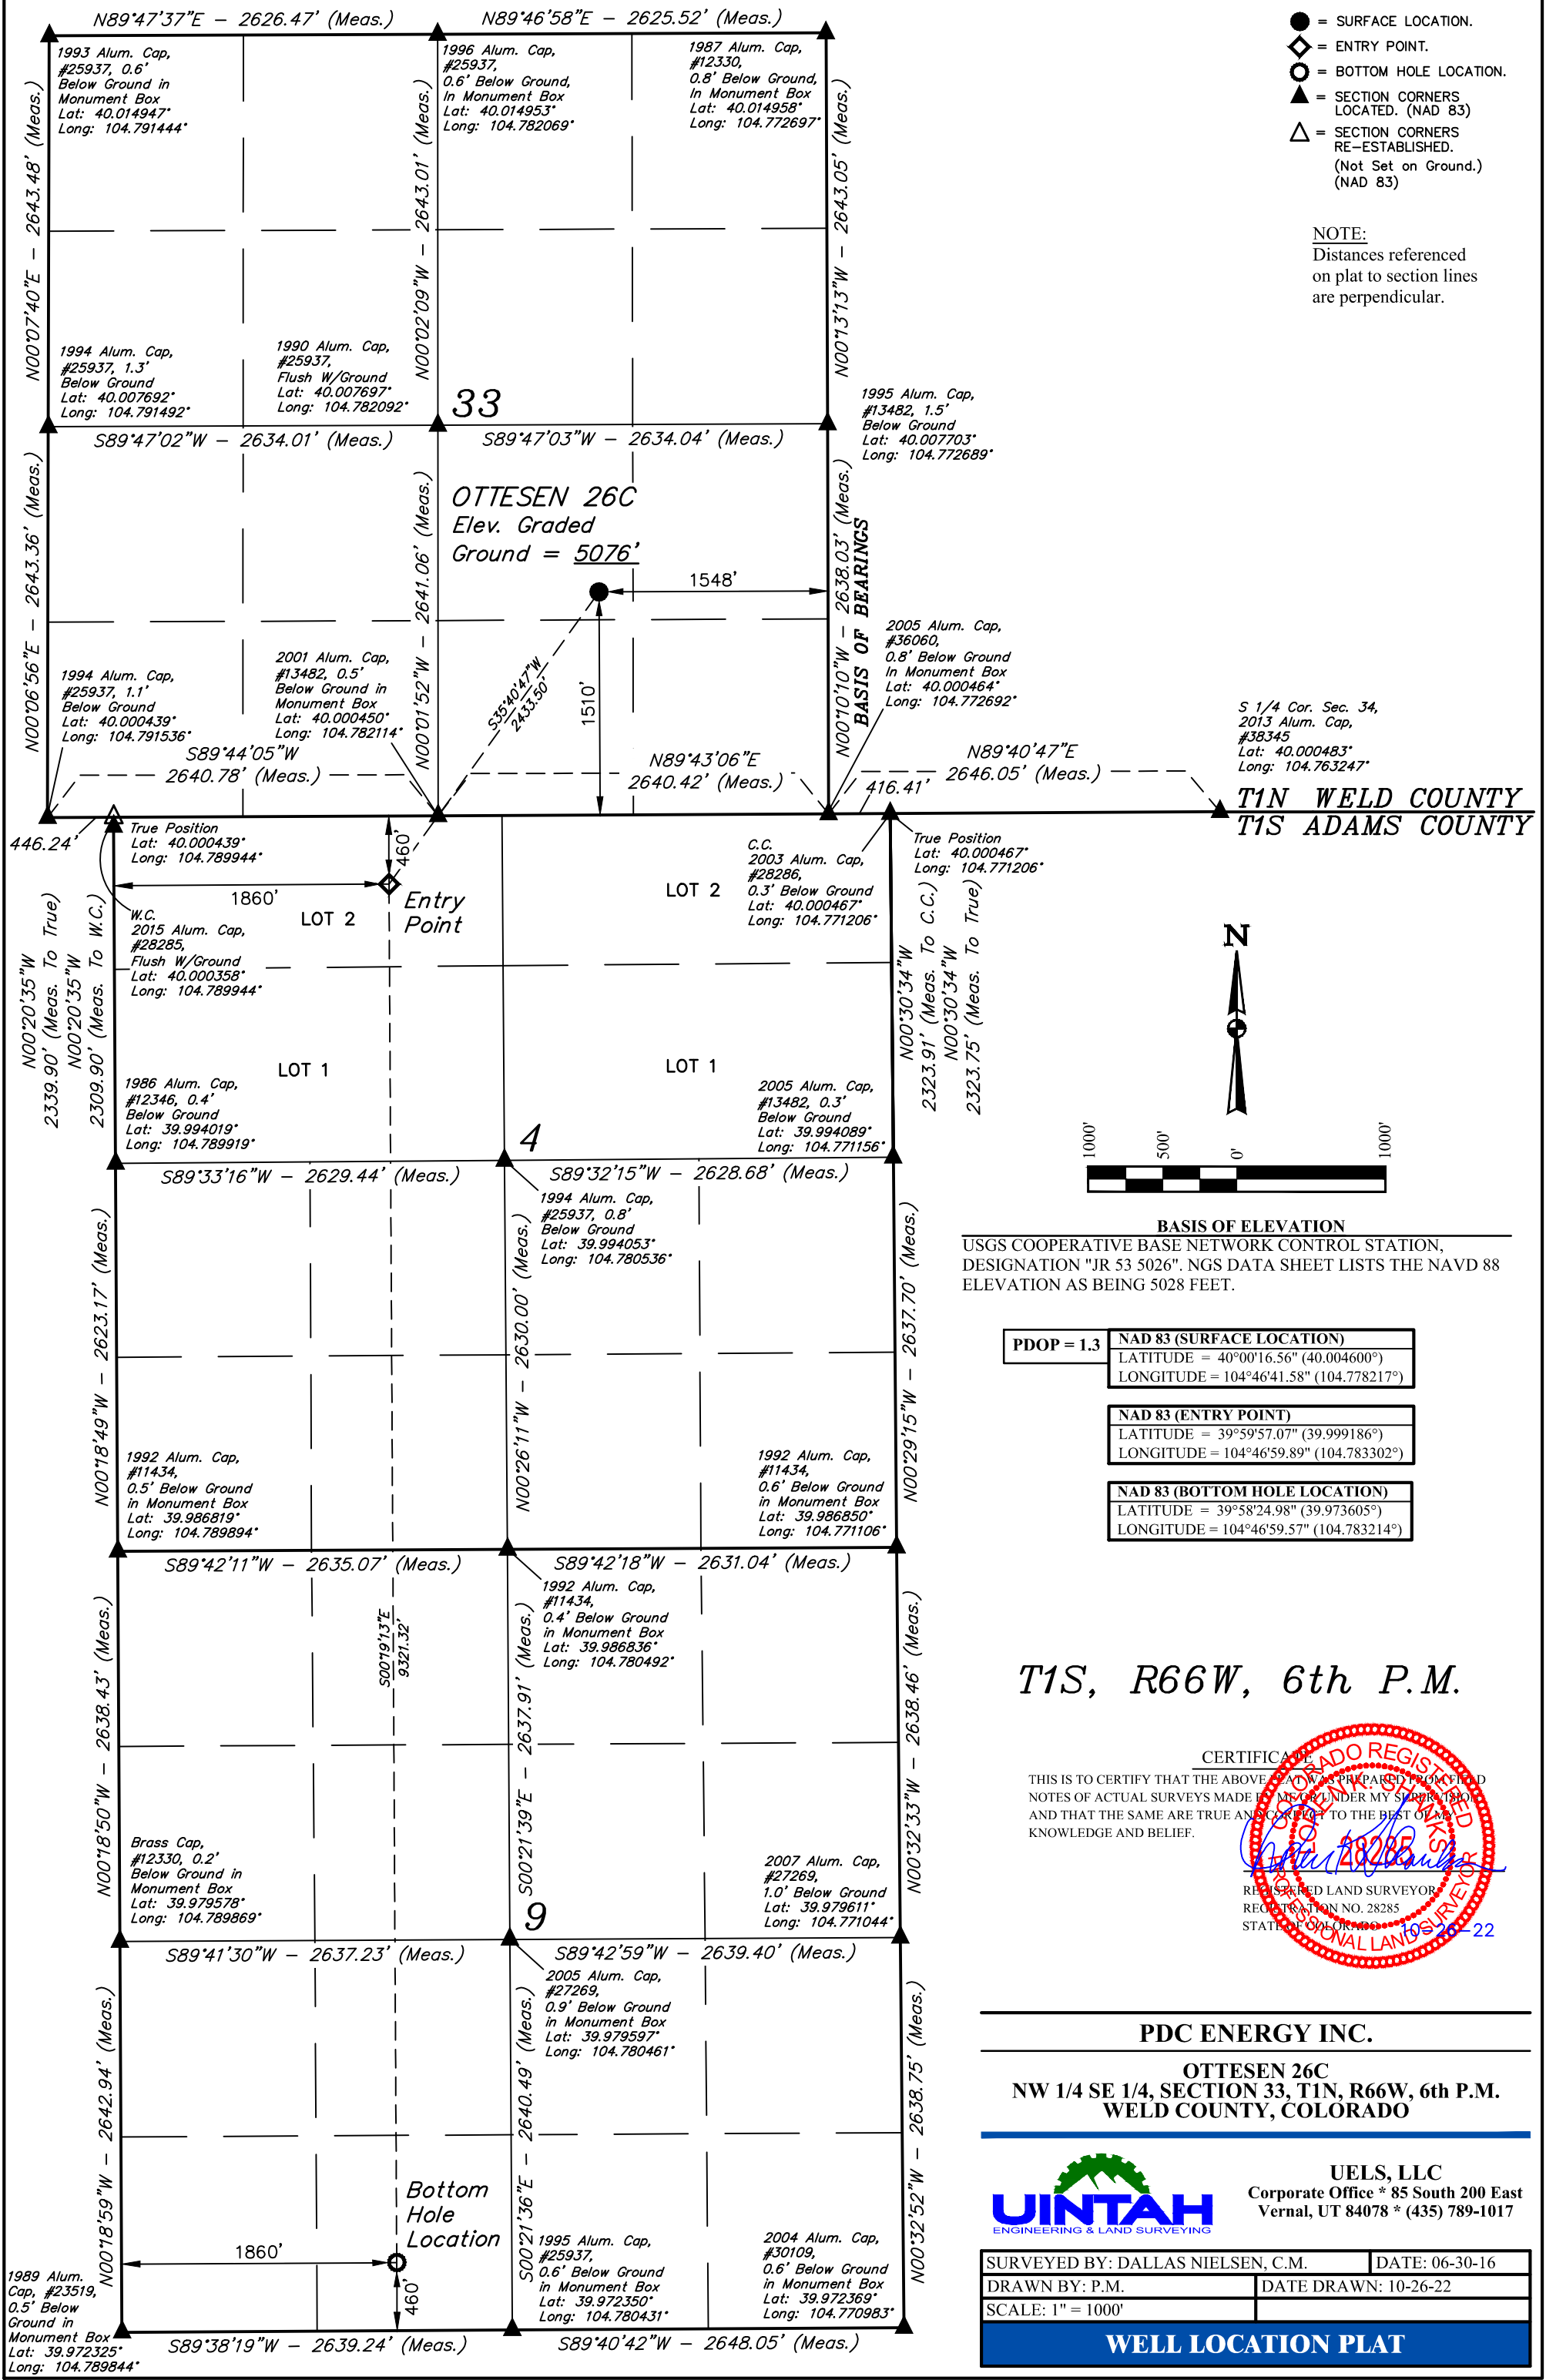 N89°47'37"E - 2626.47' (Meas.)
N89°46'58"E - 2625.52' (Meas.)
1993 Alum. Cap,
#25937, 0.6'
Below Ground in
Monument Box
Lat: 40.014947°
Long: 104.791444°
1996 Alum. Cap,
#25937,
0.6' Below Ground,
In Monument Box
Lat: 40.014953°
Long: 104.782069°
1987 Alum. Cap,
#12330,
0.8' Below Ground,
In Monument Box
Lat: 40.014958°
Long: 104.772697°
N00°07'40"E - 2643.48' (Meas.)
N00°02'09"W - 2643.01' (Meas.)
N00°13'13"W - 2643.05' (Meas.)
= SURFACE LOCATION.
= ENTRY POINT.
= BOTTOM HOLE LOCATION.
= SECTION CORNERS
LOCATED. (NAD 83)
= SECTION CORNERS
RE-ESTABLISHED.
(Not Set on Ground.)
(NAD 83)
NOTE:
Distances referenced
on plat to section lines
are perpendicular.
1994 Alum. Cap,
#25937, 1.3'
Below Ground
Lat: 40.007692°
Long: 104.791492°
1990 Alum. Cap,
#25937,
Flush W/Ground
Lat: 40.007697°
Long: 104.782092°
33
1995 Alum. Cap,
#13482, 1.5'
Below Ground
Lat: 40.007703°
Long: 104.772689°
S89°47'02"W - 2634.01' (Meas.)
S89°47'03"W - 2634.04' (Meas.)
N00°06'56"E - 2643.36' (Meas.)
N00°01'52"W - 2641.06' (Meas.)
N00°10'10"W - 2638.03' (Meas.)
BASIS OF BEARINGS
OTTESEN 26C
Elev. Graded
Ground = 5076'
1548'
1510'
S35°40'47"W
2433.50'
1994 Alum. Cap,
#25937, 1.1'
Below Ground
Lat: 40.000439°
Long: 104.791536°
2001 Alum. Cap,
#13482, 0.5'
Below Ground in
Monument Box
Lat: 40.000450°
Long: 104.782114°
2005 Alum. Cap,
#36060,
0.8' Below Ground
In Monument Box
Lat: 40.000464°
Long: 104.772692°
S 1/4 Cor. Sec. 34,
2013 Alum. Cap,
#38345
Lat: 40.000483°
Long: 104.763247°
S89°44'05"W
2640.78' (Meas.)
N89°43'06"E
2640.42' (Meas.)
N89°40'47"E
2646.05' (Meas.)
416.41'
T1N WELD COUNTY
T1S ADAMS COUNTY
446.24'
True Position
Lat: 40.000439°
Long: 104.789944°
460'
1860'
Entry
Point
LOT 2
LOT 2
C.C.
2003 Alum. Cap,
#28286,
0.3' Below Ground
Lat: 40.000467°
Long: 104.771206°
True Position
Lat: 40.000467°
Long: 104.771206°
W.C.
2015 Alum. Cap,
#28285,
Flush W/Ground
Lat: 40.000358°
Long: 104.789944°
N00°20'35"W
2339.90' (Meas. To True)
N00°20'35"W
2309.90' (Meas. To W.C.)
N00°30'34"W
2323.91' (Meas. To C.C.)
N00°30'34"W
2323.75' (Meas. To True)
N
LOT 1
LOT 1
1986 Alum. Cap,
#12346, 0.4'
Below Ground
Lat: 39.994019°
Long: 104.789919°
2005 Alum. Cap,
#13482, 0.3'
Below Ground
Lat: 39.994089°
Long: 104.771156°
4
1000'
500'
0'
1000'
S89°33'16"W - 2629.44' (Meas.)
S89°32'15"W - 2628.68' (Meas.)
1994 Alum. Cap,
#25937, 0.8'
Below Ground
Lat: 39.994053°
Long: 104.780536°
BASIS OF ELEVATION
USGS COOPERATIVE BASE NETWORK CONTROL STATION,
DESIGNATION "JR 53 5026". NGS DATA SHEET LISTS THE NAVD 88
ELEVATION AS BEING 5028 FEET.
PDOP = 1.3
NAD 83 (SURFACE LOCATION)
LATITUDE = 40°00'16.56" (40.004600°)
LONGITUDE = 104°46'41.58" (104.778217°)
NAD 83 (ENTRY POINT)
LATITUDE = 39°59'57.07" (39.999186°)
LONGITUDE = 104°46'59.89" (104.783302°)
NAD 83 (BOTTOM HOLE LOCATION)
LATITUDE = 39°58'24.98" (39.973605°)
LONGITUDE = 104°46'59.57" (104.783214°)
N00°18'49"W - 2623.17' (Meas.)
N00°26'11"W - 2630.00' (Meas.)
N00°29'15"W - 2637.70' (Meas.)
1992 Alum. Cap,
#11434,
0.5' Below Ground
in Monument Box
Lat: 39.986819°
Long: 104.789894°
1992 Alum. Cap,
#11434,
0.6' Below Ground
in Monument Box
Lat: 39.986850°
Long: 104.771106°
S89°42'11"W - 2635.07' (Meas.)
S89°42'18"W - 2631.04' (Meas.)
1992 Alum. Cap,
#11434,
0.4' Below Ground
in Monument Box
Lat: 39.986836°
Long: 104.780492°
S00°19'13"E
9321.32'
N00°18'50"W - 2638.43' (Meas.)
S00°21'39"E - 2637.91' (Meas.)
N00°32'33"W - 2638.46' (Meas.)
T1S, R66W, 6th P.M.
CERTIFICATE
THIS IS TO CERTIFY THAT THE ABOVE PLAT WAS PREPARED FROM FIELD
NOTES OF ACTUAL SURVEYS MADE BY ME OR UNDER MY SUPERVISION
AND THAT THE SAME ARE TRUE AND CORRECT TO THE BEST OF MY
KNOWLEDGE AND BELIEF.
COLORADO REGISTERED
LOREN K. SHANKS
28285
PROFESSIONAL LAND SURVEYOR
REGISTERED LAND SURVEYOR
REGISTRATION NO. 28285
STATE OF COLORADO
10-26-22
Brass Cap,
#12330, 0.2'
Below Ground in
Monument Box
Lat: 39.979578°
Long: 104.789869°
9
2007 Alum. Cap,
#27269,
1.0' Below Ground
Lat: 39.979611°
Long: 104.771044°
S89°41'30"W - 2637.23' (Meas.)
S89°42'59"W - 2639.40' (Meas.)
2005 Alum. Cap,
#27269,
0.9' Below Ground
in Monument Box
Lat: 39.979597°
Long: 104.780461°
N00°18'59"W - 2642.94' (Meas.)
S00°21'36"E - 2640.49' (Meas.)
N00°32'52"W - 2638.75' (Meas.)
Bottom
Hole
Location
1860'
460'
1989 Alum.
Cap, #23519,
0.5' Below
Ground in
Monument Box
Lat: 39.972325°
Long: 104.789844°
1995 Alum. Cap,
#25937,
0.6' Below Ground
in Monument Box
Lat: 39.972350°
Long: 104.780431°
2004 Alum. Cap,
#30109,
0.6' Below Ground
in Monument Box
Lat: 39.972369°
Long: 104.770983°
S89°38'19"W - 2639.24' (Meas.)
S89°40'42"W - 2648.05' (Meas.)
PDC ENERGY INC.
OTTESEN 26C
NW 1/4 SE 1/4, SECTION 33, T1N, R66W, 6th P.M.
WELD COUNTY, COLORADO
UINTAH
ENGINEERING & LAND SURVEYING
UELS, LLC
Corporate Office * 85 South 200 East
Vernal, UT 84078 * (435) 789-1017
SURVEYED BY: DALLAS NIELSEN, C.M.
DATE: 06-30-16
DRAWN BY: P.M.
DATE DRAWN: 10-26-22
SCALE: 1" = 1000'
WELL LOCATION PLAT